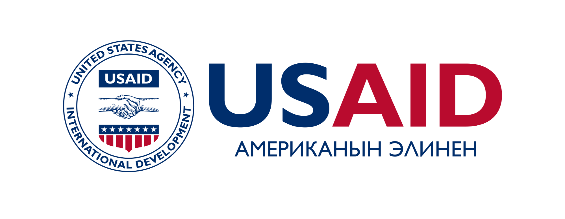 UNITED STATES AGENCY
USAID
INTERNATIONAL DEVELOPMENT
USAID
АМЕРИКАНЫН ЭЛИНЕН